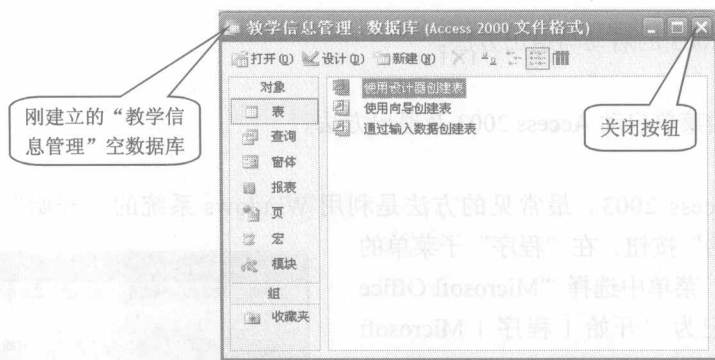 教学信息管理：数据库 (Access 2000 文件格式)
打开(O) 设计(D) 新建(N)
对象
表
查询
窗体
报表
页
宏
模块
组
收藏夹
使用设计器创建表
使用向导创建表
通过输入数据创建表
刚建立的“教学信
息管理”空数据库
关闭按钮